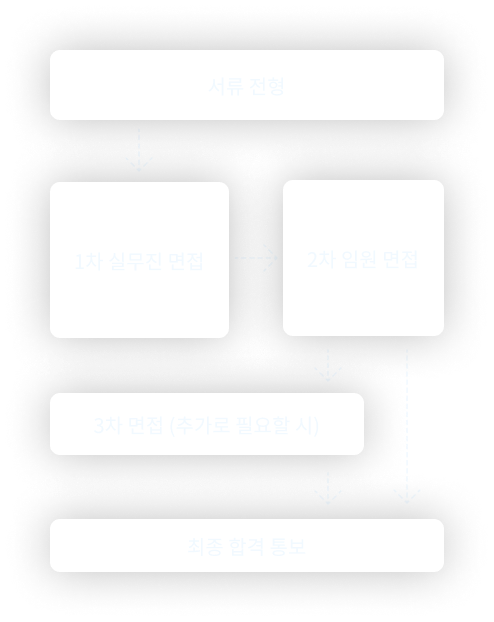 서류 전형
1차 실무진 면접
2차 임원 면접
3차 면접 (추가로 필요할 시)
최종 합격 통보